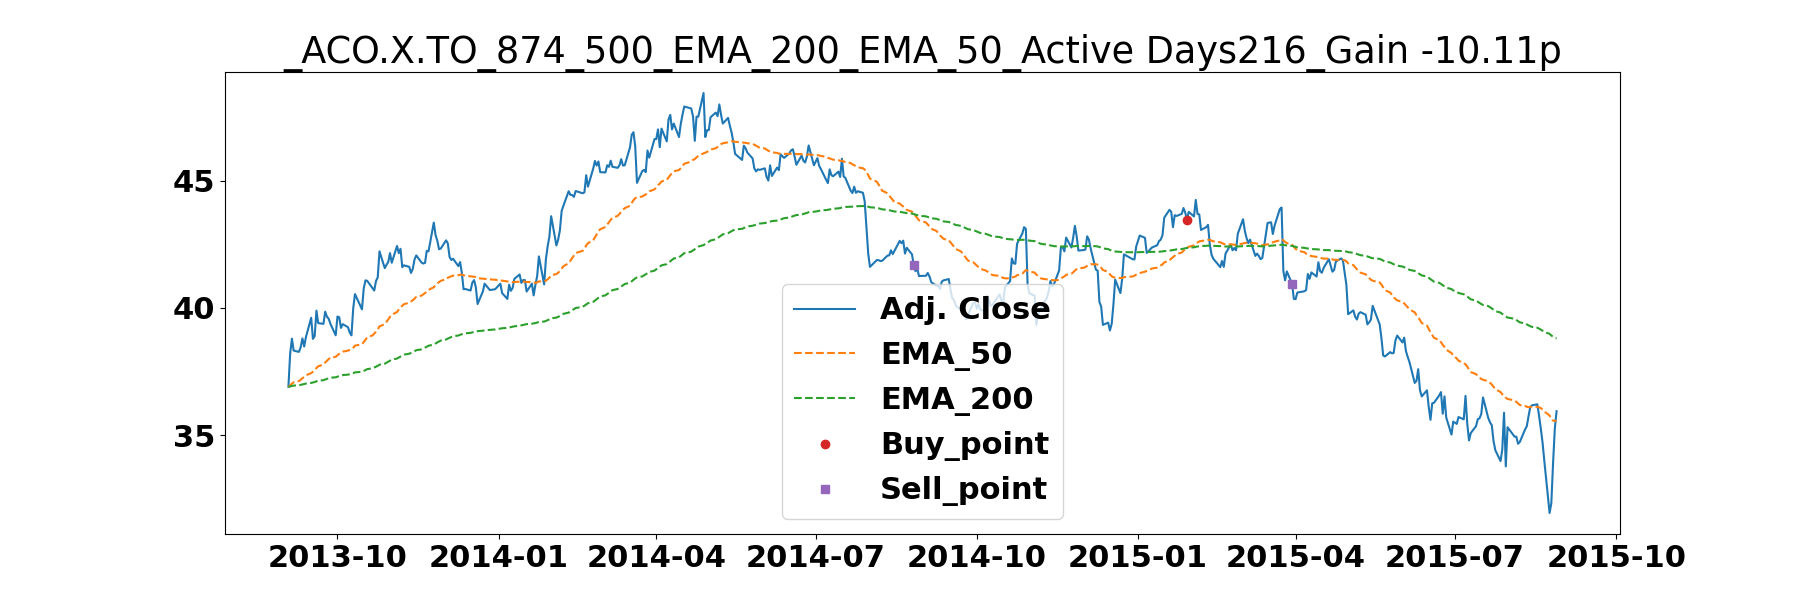 _ACO.X.TO_874_500_EMA_200_EMA_50_Active Days216_Gain -10.11p
45
40
35
Adj. Close
EMA_50
EMA_200
Buy_point
Sell_point
2013-10 2014-01 2014-04 2014-07 2014-10 2015-01 2015-04 2015-07 2015-10